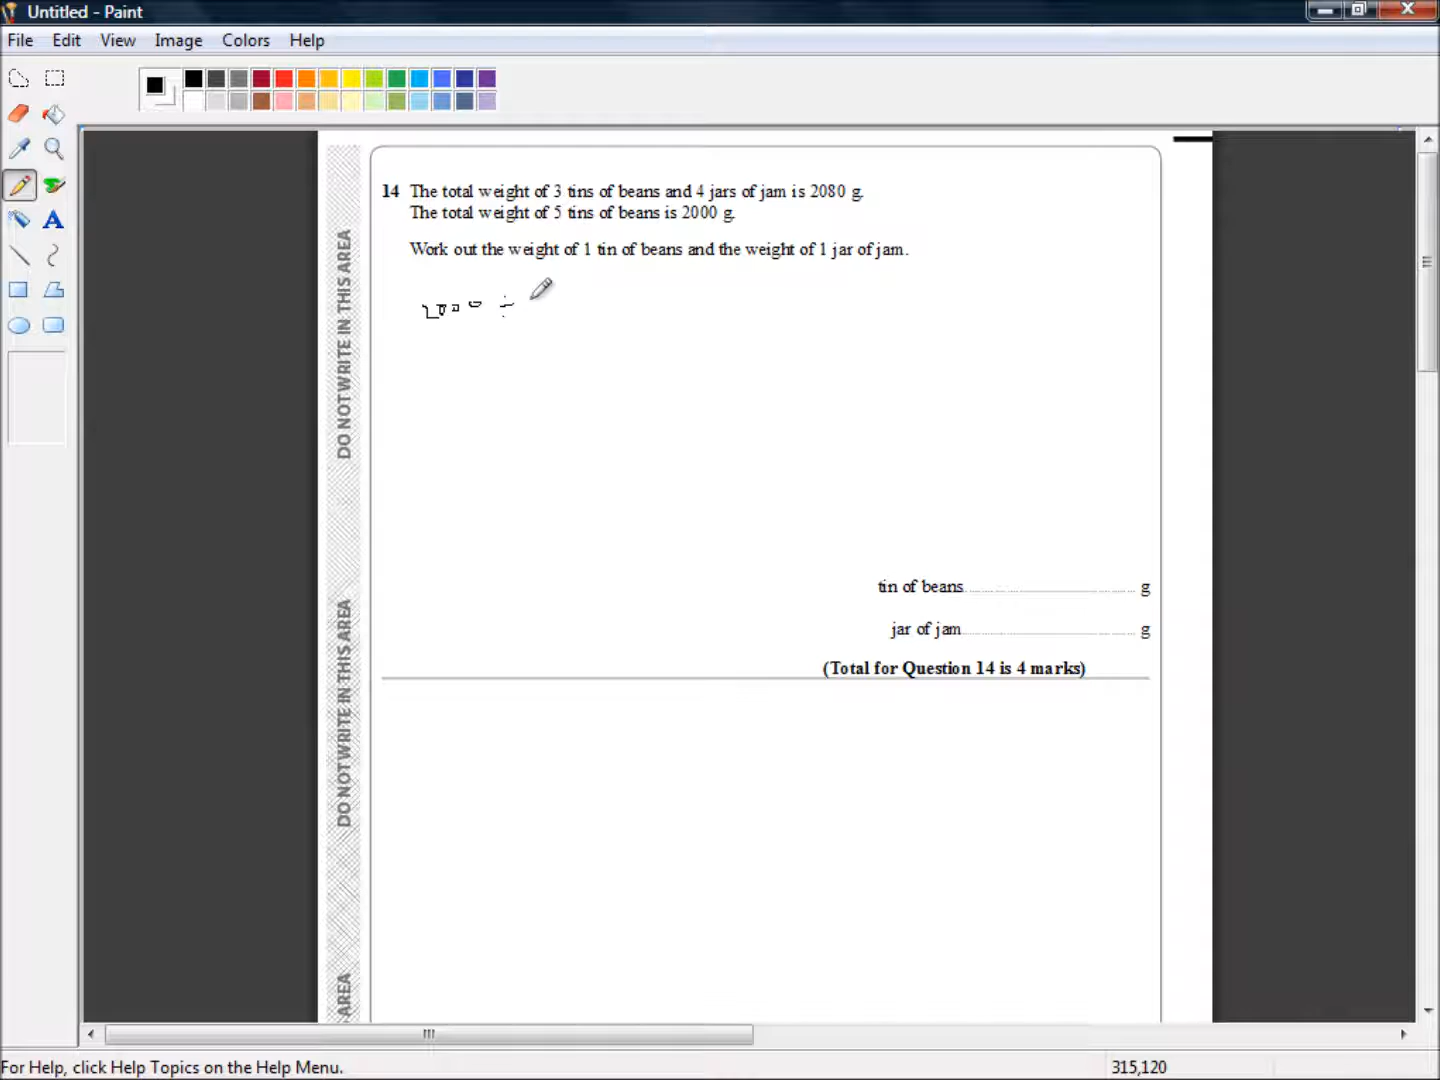 Untitled - Paint
File Edit View Image Colors Help
14 The total weight of 3 tins of beans and 4 jars of jam is 2080 g.
The total weight of 5 tins of beans is 2000 g.
Work out the weight of 1 tin of beans and the weight of 1 jar of jam.
2000 ÷
DO NOT WRITE IN THIS AREA
tin of beans g
jar of jam g
(Total for Question 14 is 4 marks)
DO NOT WRITE IN THIS AREA
AREA
For Help, click Help Topics on the Help Menu.
315,120